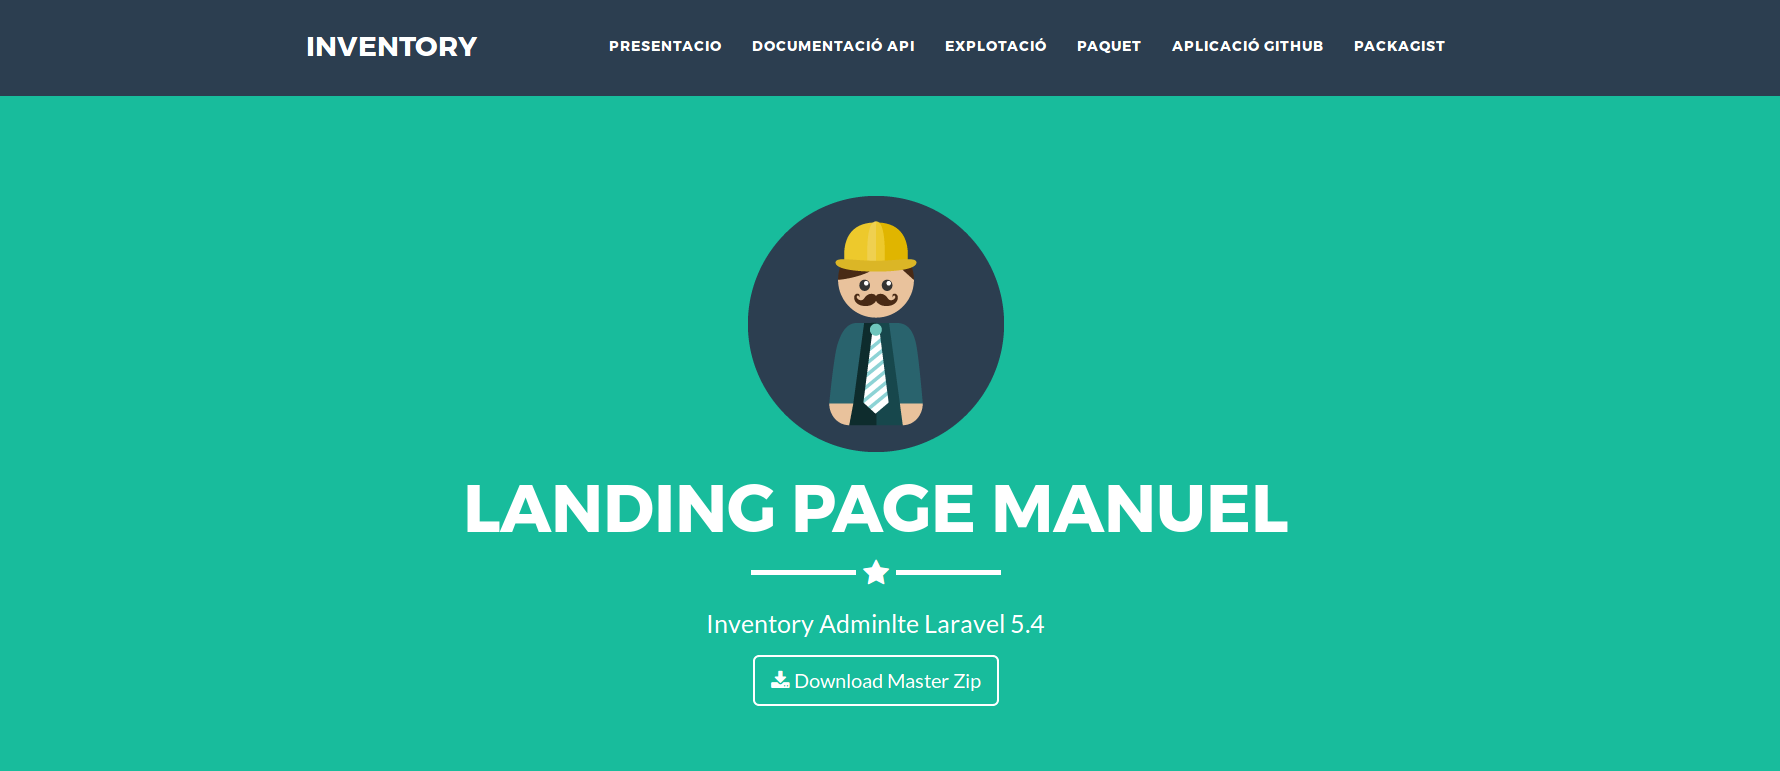 INVENTORY PRESENTACIO DOCUMENTACIÓ API EXPLOTACIÓ PAQUET APLICACIÓ GITHUB PACKAGIST
LANDING PAGE MANUEL
Inventory Adminlte Laravel 5.4
Download Master Zip